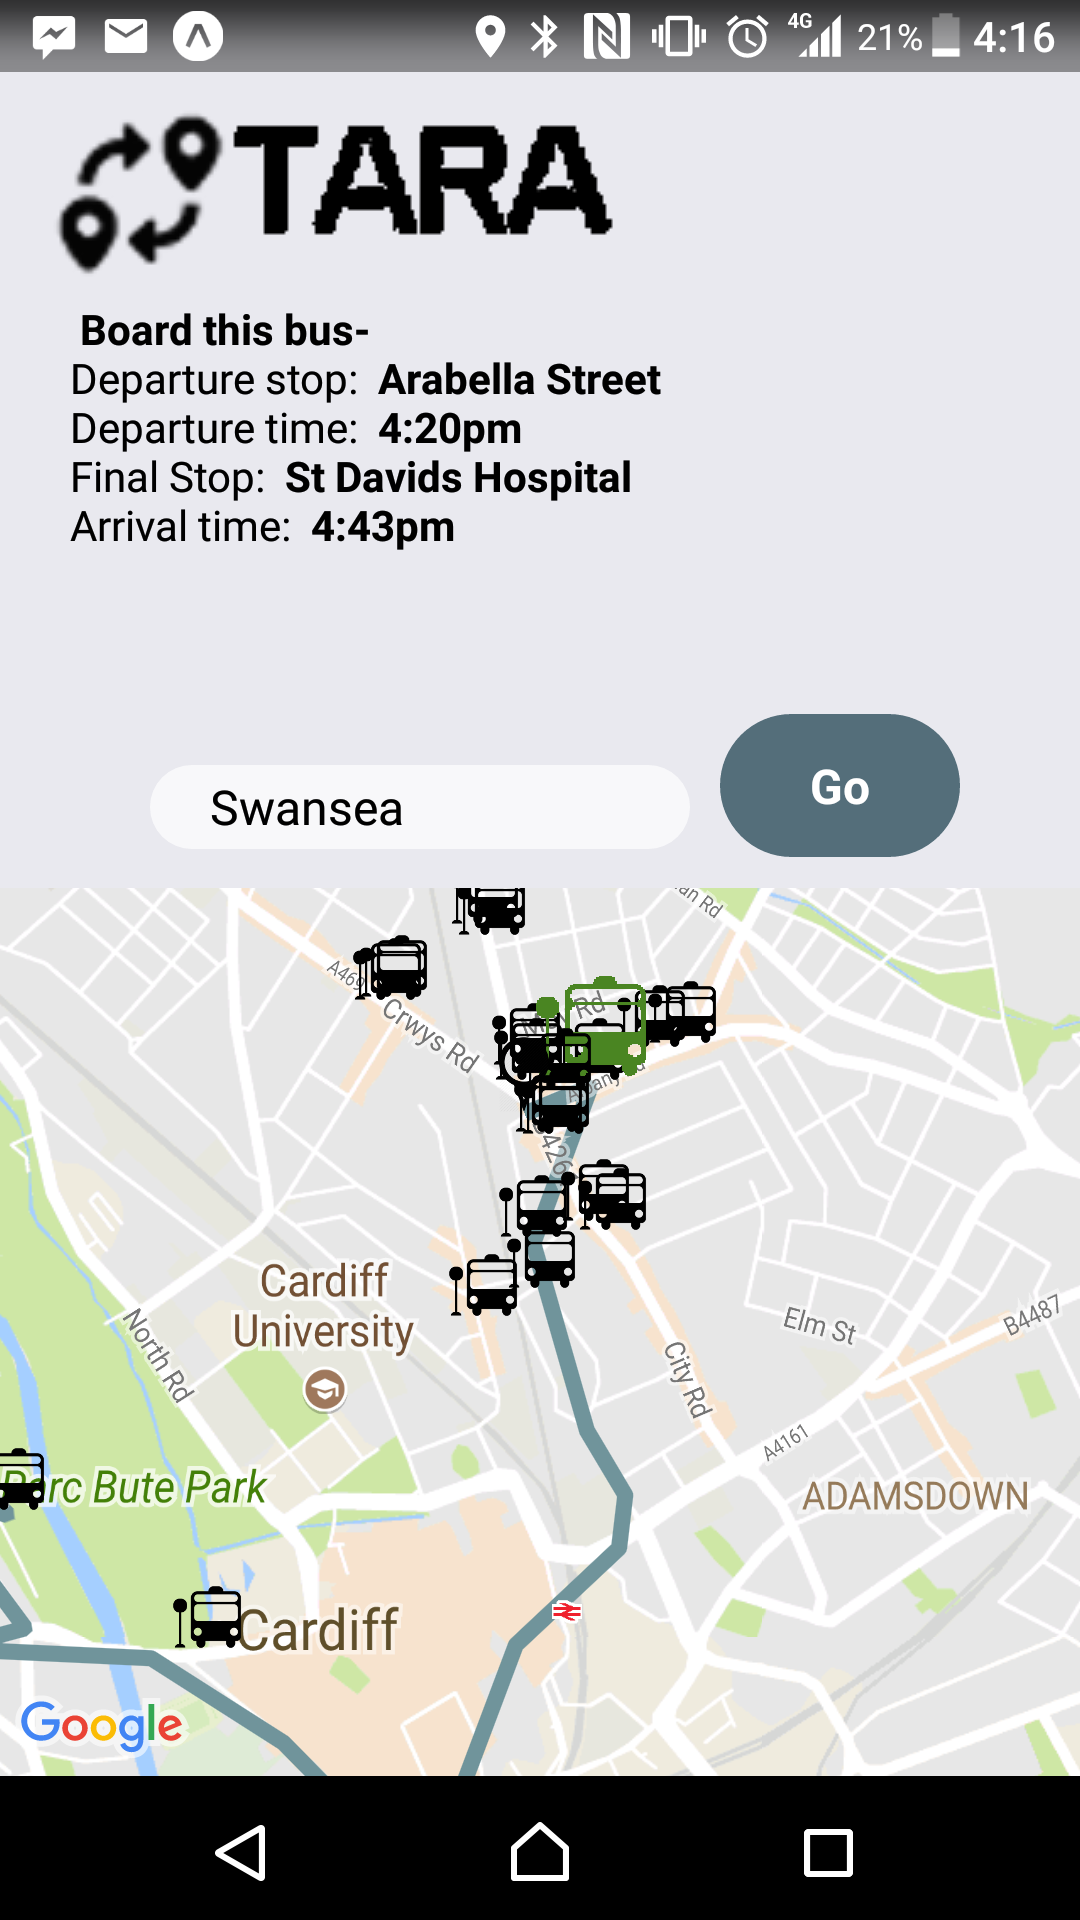 4G 21% 4:16
TARA
Board this bus-
Departure stop: Arabella Street
Departure time: 4:20pm
Final Stop: St Davids Hospital
Arrival time: 4:43pm
Swansea
Go
an Rd
A469
Crwys Rd
Rd
Albany
426
Cardiff
University
North Rd
Elm St
B4487
City Rd
A4161
Parc Bute Park
ADAMSDOWN
Cardiff
Google